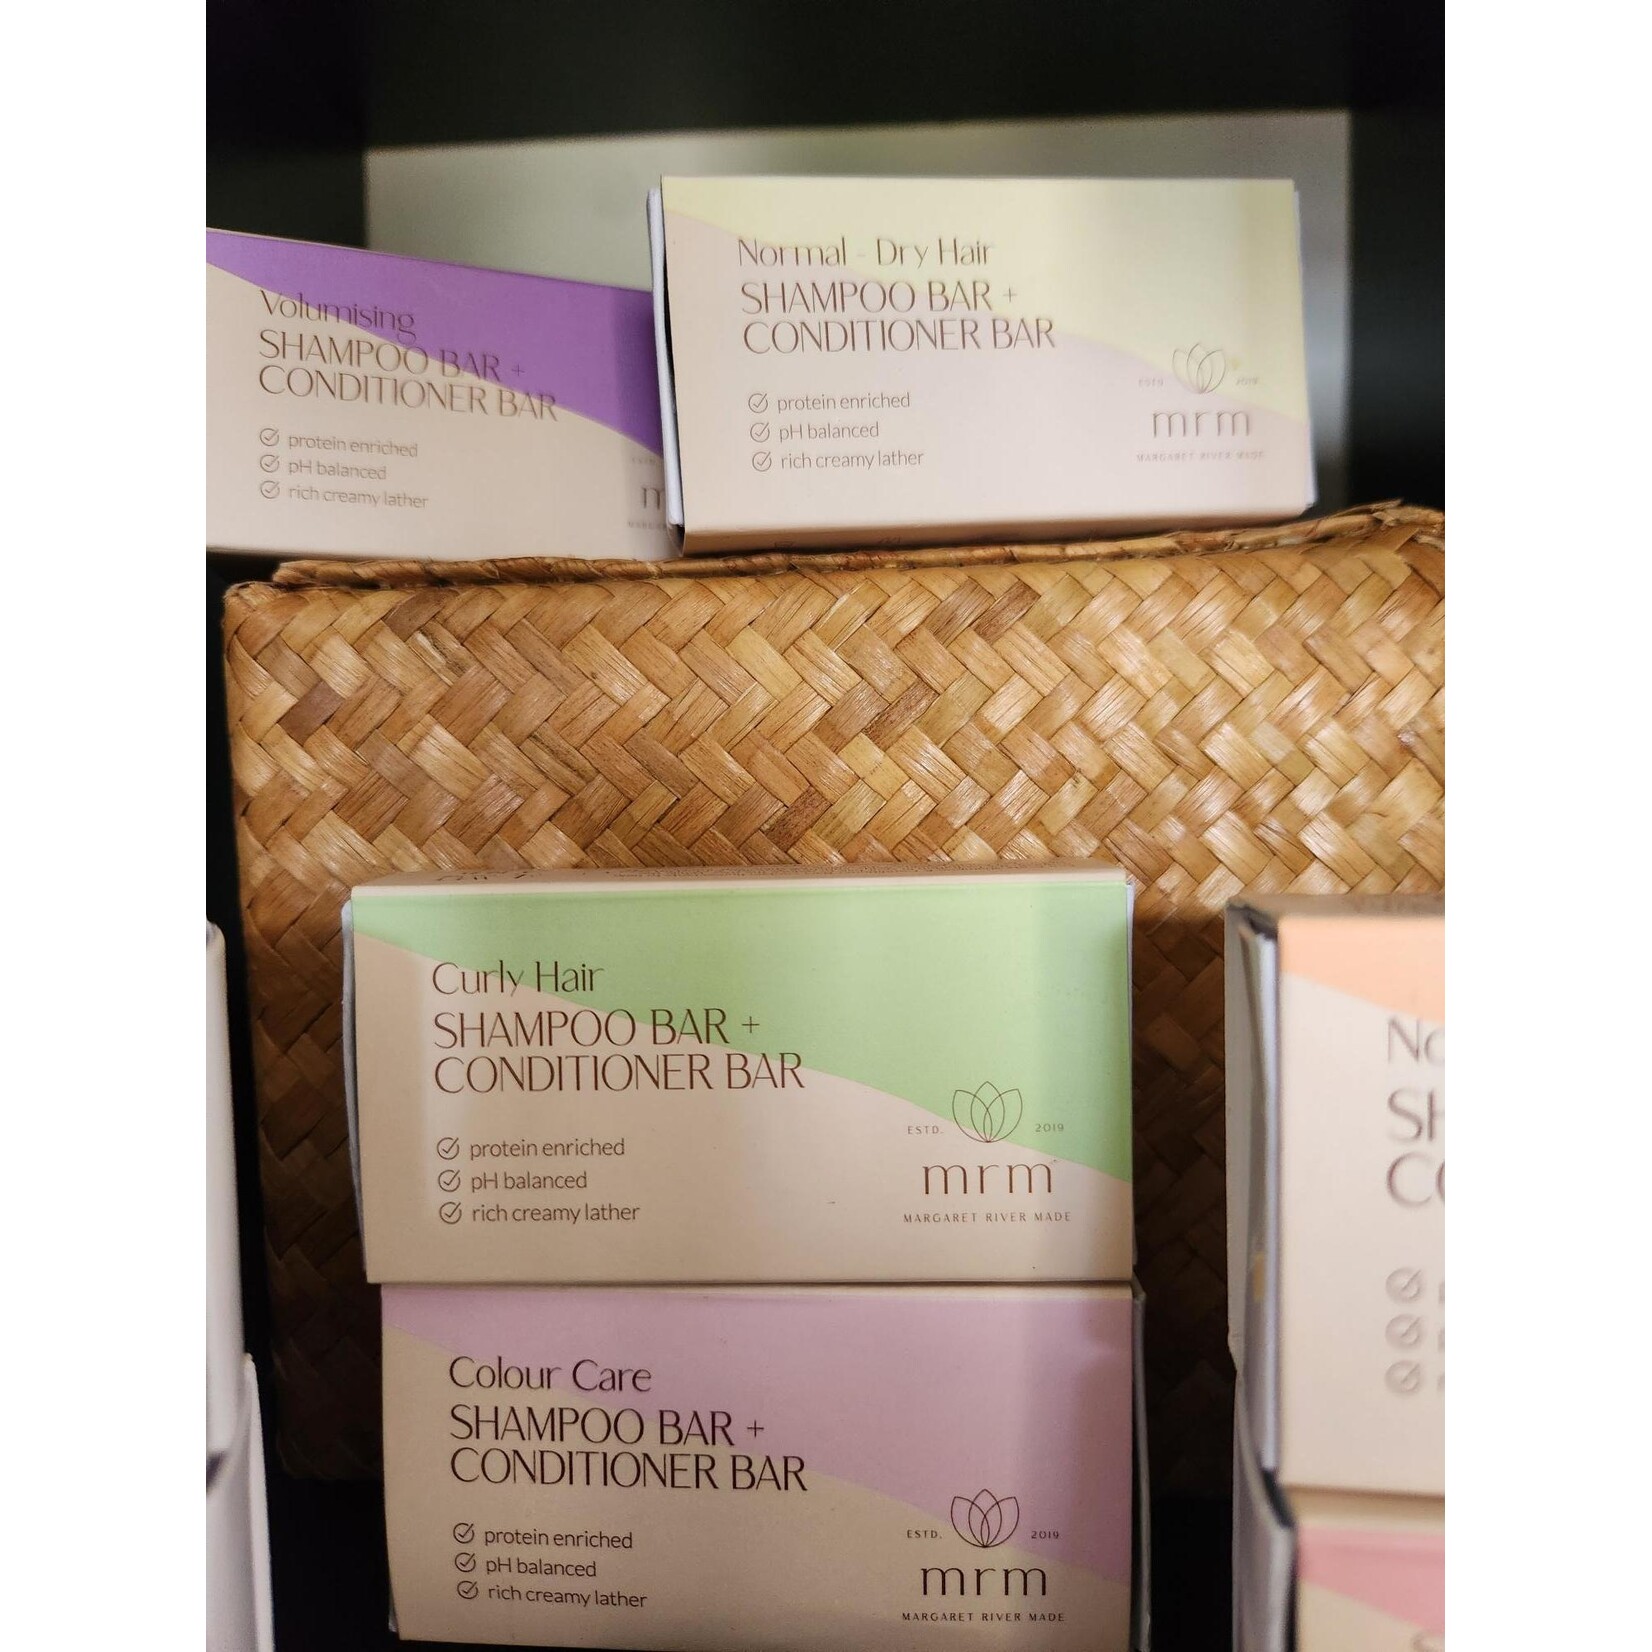 Volumising
SHAMPOO BAR +
CONDITIONER BAR
protein enriched
pH balanced
rich creamy lather
Normal - Dry Hair
SHAMPOO BAR +
CONDITIONER BAR
protein enriched
pH balanced
rich creamy lather
ESTD. 2019
mrm
MARGARET RIVER MADE
Curly Hair
SHAMPOO BAR +
CONDITIONER BAR
protein enriched
pH balanced
rich creamy lather
ESTD. 2019
mrm
MARGARET RIVER MADE
Colour Care
SHAMPOO BAR +
CONDITIONER BAR
protein enriched
pH balanced
rich creamy lather
ESTD. 2019
mrm
MARGARET RIVER MADE